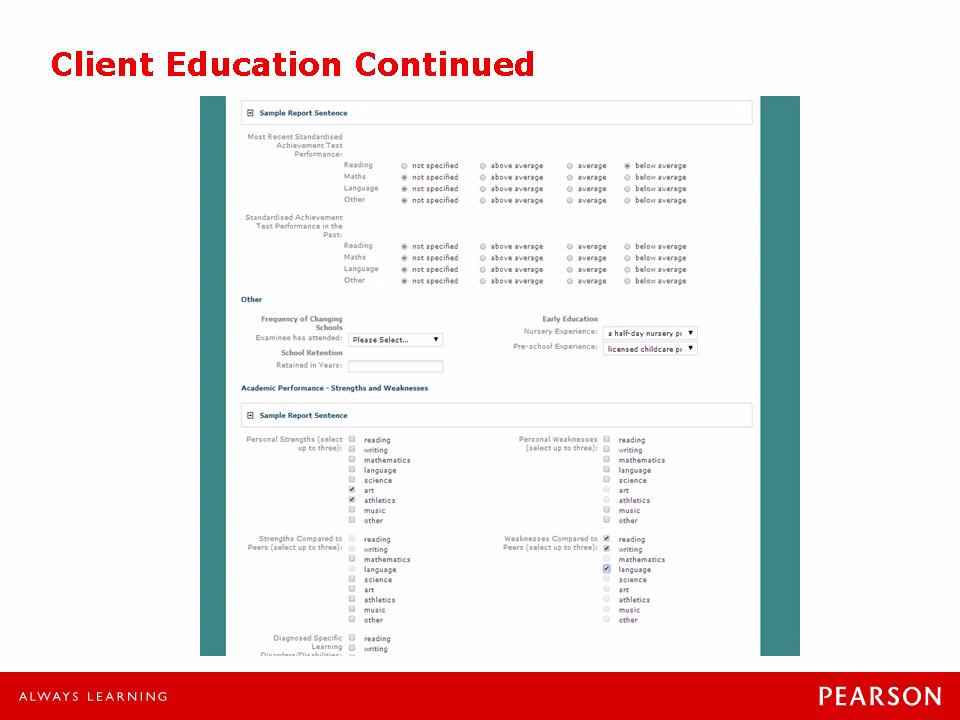 Client Education Continued
Sample Report Sentence
Most Recent Standardised
Achievement Test
Performance:
Reading not specified above average average below average
Maths not specified above average average below average
Language not specified above average average below average
Other not specified above average average below average
Standardised Achievement
Test Performance in the
Past:
Reading not specified above average average below average
Maths not specified above average average below average
Language not specified above average average below average
Other not specified above average average below average
Other
Frequency of Changing
Schools
Examinee has attended: Please Select...
School Retention
Retained in Years:
Early Education
Nursery Experience: a half-day nursery
Pre-school Experience: licensed childcare
Academic Performance - Strengths and Weaknesses
Sample Report Sentence
Personal Strengths (select
up to three):
reading
writing
mathematics
language
science
art
athletics
music
other
Personal Weaknesses
(select up to three):
reading
writing
mathematics
language
science
art
athletics
music
other
Strengths Compared to
Peers (select up to three):
reading
writing
mathematics
language
science
art
athletics
music
other
Weaknesses Compared to
Peers (select up to three):
reading
writing
mathematics
language
science
art
athletics
music
other
Diagnosed Specific
Learning
Disorders/Disabilities:
reading
writing
ALWAYS LEARNING
PEARSON